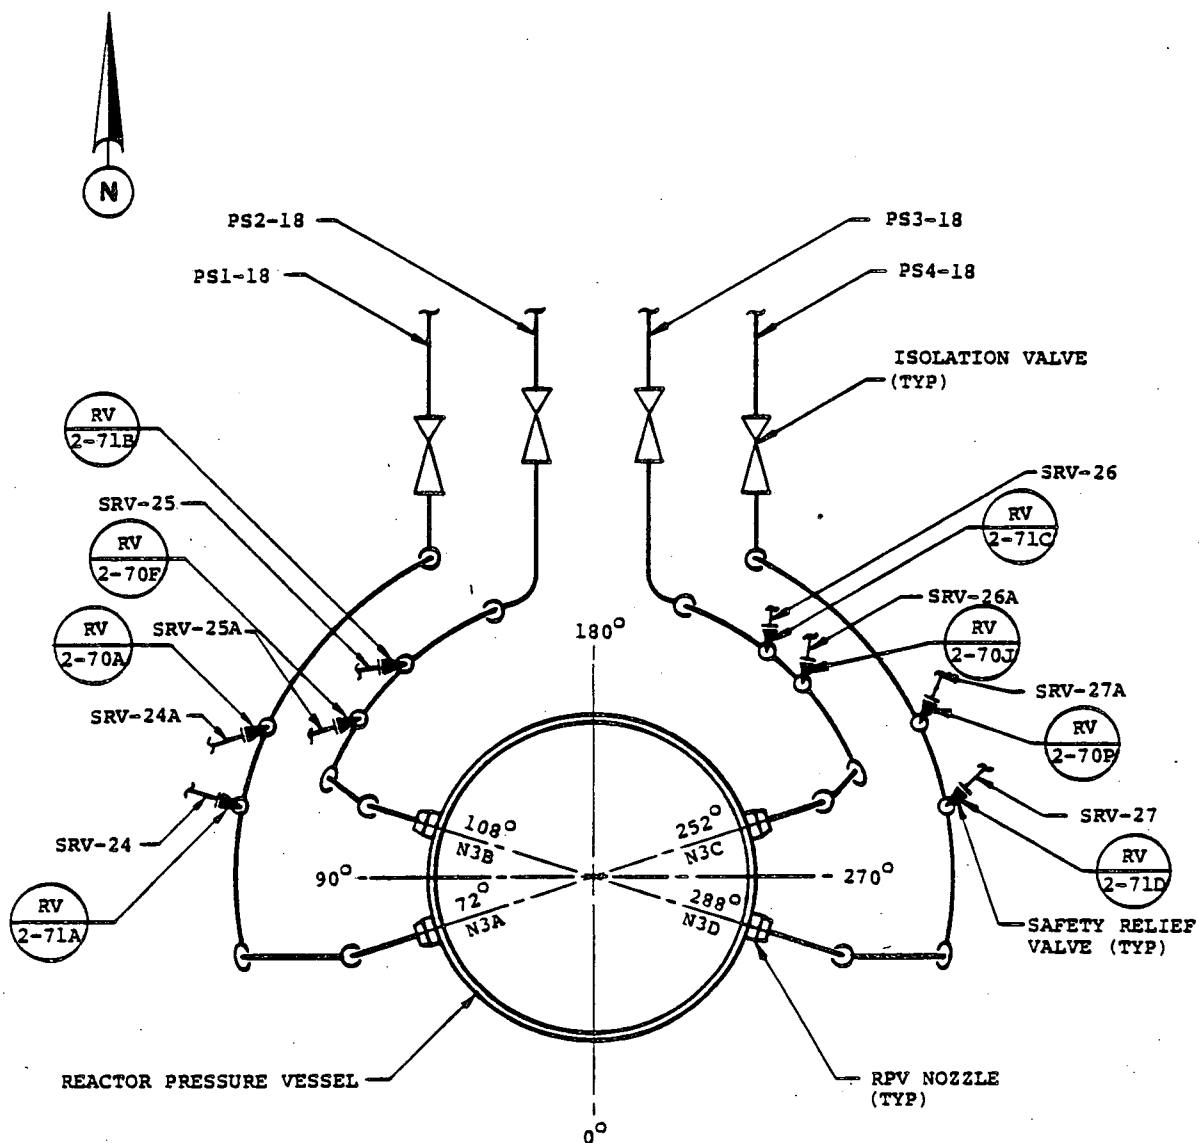 N
PS2-18
PS3-18
PS1-18
PS4-18
ISOLATION VALVE
(TYP)
RV
2-71B
SRV-26
SRV-25
RV
2-71C
RV
2-70F
SRV-26A
RV
2-70A
SRV-25A
180°
RV
2-70J
SRV-27A
SRV-24A
RV
2-70P
108°
N3B
252°
N3C
SRV-27
SRV-24
90°
270°
RV
2-71D
72°
N3A
288°
N3D
RV
2-71A
SAFETY RELIEF
VALVE (TYP)
REACTOR PRESSURE VESSEL
RPV NOZZLE
(TYP)
0°